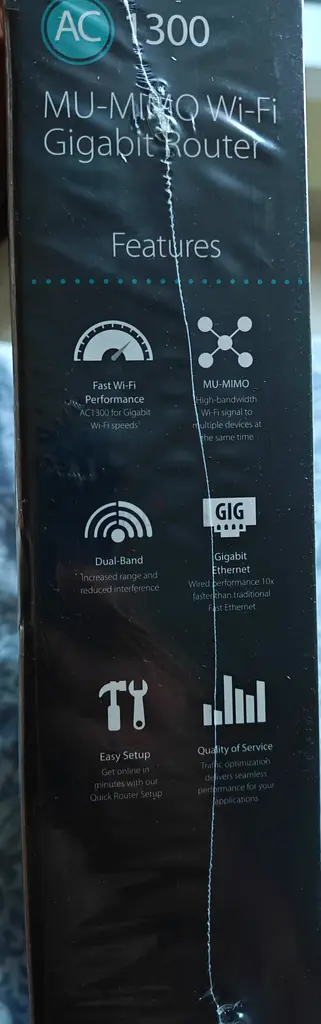 AC 1300
MU-MIMO Wi-Fi
Gigabit Router
Features
Fast Wi-Fi
Performance
AC1300 for Gigabit
Wi-Fi speeds¹
MU-MIMO
High-bandwidth
Wi-Fi signal to
multiple devices at
the same time
Dual-Band
Increased range and
reduced interference
GIG
Gigabit
Ethernet
Wired performance 10x
faster than traditional
Fast Ethernet
Easy Setup
Get online in
minutes with our
Quick Router Setup
Quality of Service
Traffic optimization
delivers seamless
performance for your
applications